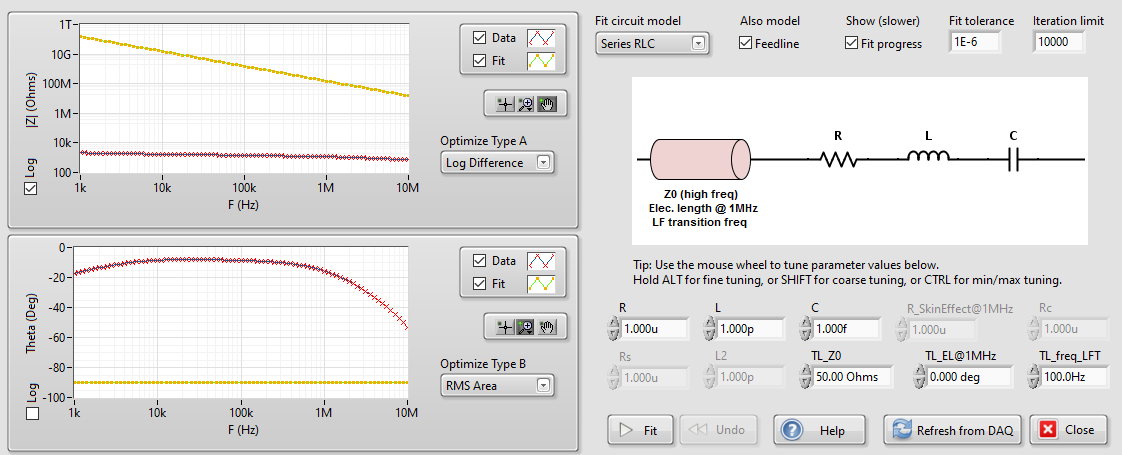 1T
10G
100M
1M
10k
100
|Z| (Ohms)
Log
1k 10k 100k 1M 10M
F (Hz)
Data
Fit
Optimize Type A
Log Difference
0
-20
-40
-60
-80
-100
Theta (Deg)
Log
1k 10k 100k 1M 10M
F (Hz)
Data
Fit
Optimize Type B
RMS Area
Fit circuit model Also model Show (slower) Fit tolerance Iteration limit
Series RLC Feedline Fit progress 1E-6 10000
R L C
Z0 (high freq)
Elec. length @ 1MHz
LF transition freq
Tip: Use the mouse wheel to tune parameter values below.
Hold ALT for fine tuning, or SHIFT for coarse tuning, or CTRL for min/max tuning.
R L C R_SkinEffect@1MHz Rc
1.000u 1.000p 1.000f 1.000u 1.000u
Rs L2 TL_Z0 TL_EL@1MHz TL_freq_LFT
1.000u 1.000p 50.00 Ohms 0.000 deg 100.0Hz
Fit Undo Help Refresh from DAQ Close